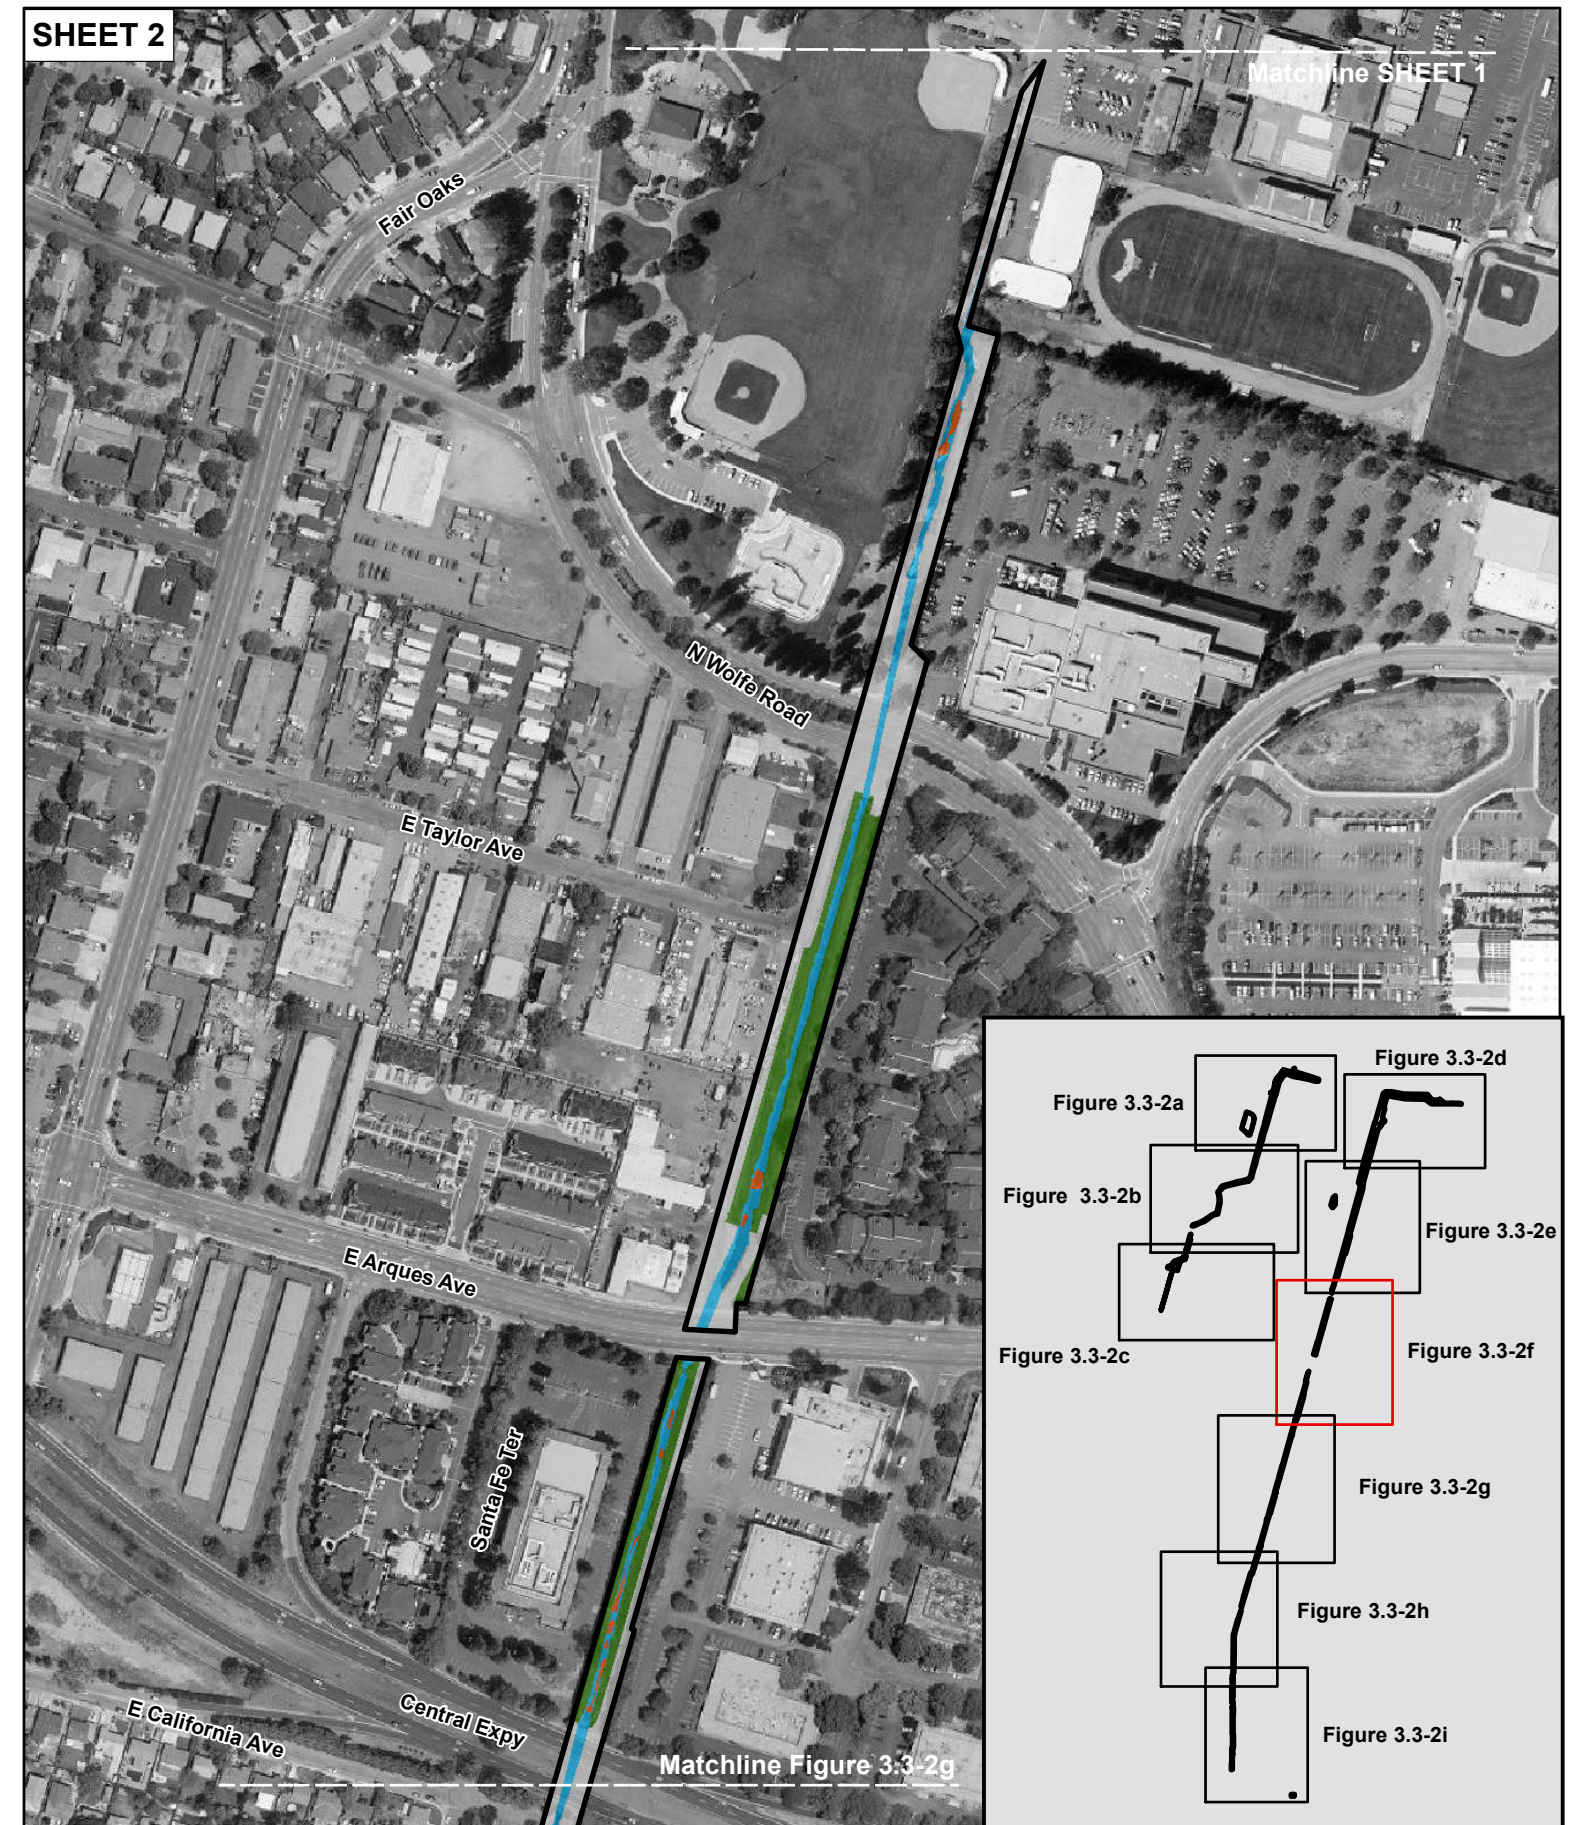 SHEET 2
Matchline SHEET 1
Fair Oaks
N Wolfe Road
E Taylor Ave
E Arques Ave
Santa Fe Ter
Central Expy
E California Ave
Matchline Figure 3.3-2g
Figure 3.3-2d
Figure 3.3-2a
Figure 3.3-2b
Figure 3.3-2e
Figure 3.3-2c
Figure 3.3-2f
Figure 3.3-2g
Figure 3.3-2h
Figure 3.3-2i